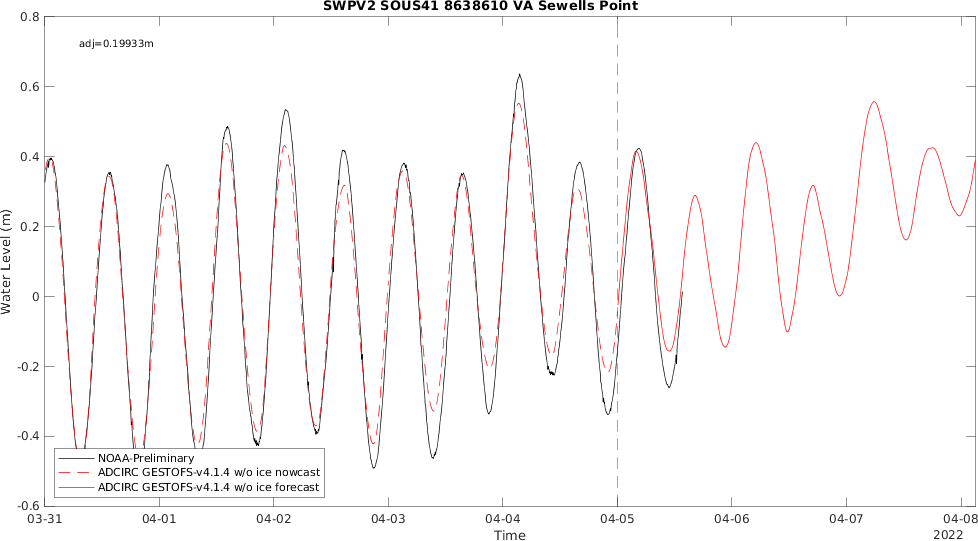 SWPV2 SOUS41 8638610 VA Sewells Point
0.8
adj=0.19933m
0.6
0.4
0.2
0
-0.2
-0.4
-0.6
Water Level (m)
NOAA-Preliminary
ADCIRC GESTOFS-v4.1.4 w/o ice nowcast
ADCIRC GESTOFS-v4.1.4 w/o ice forecast
03-31 04-01 04-02 04-03 04-04 04-05 04-06 04-07 04-08
Time
2022